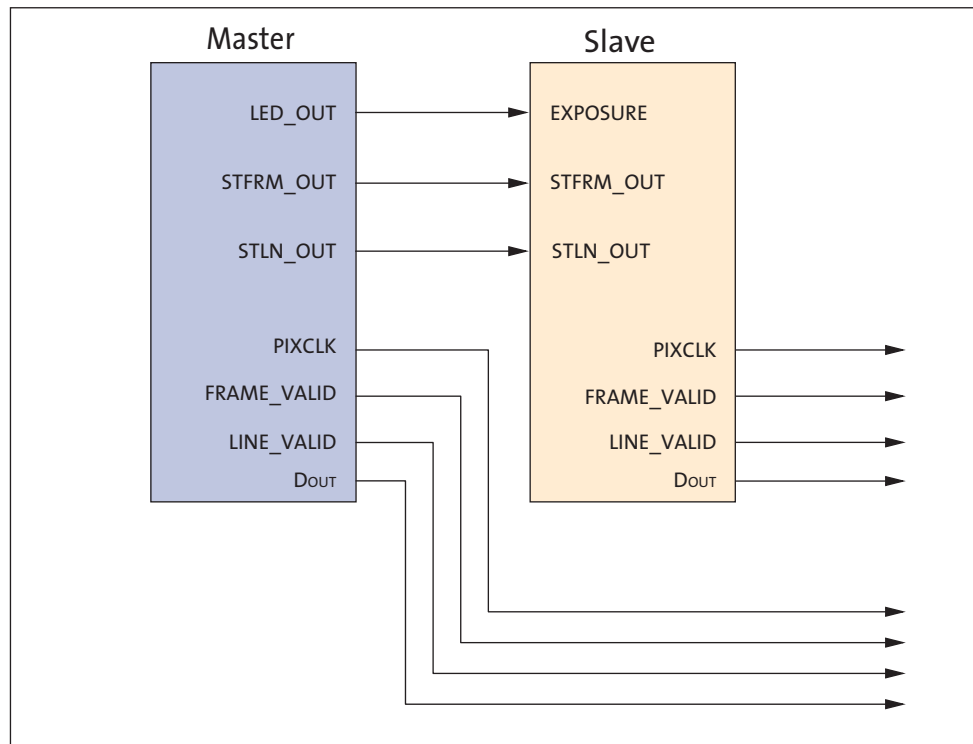 Master
LED_OUT
STFRM_OUT
STLN_OUT
PIXCLK
FRAME_VALID
LINE_VALID
DOUT
Slave
EXPOSURE
STFRM_OUT
STLN_OUT
PIXCLK
FRAME_VALID
LINE_VALID
DOUT